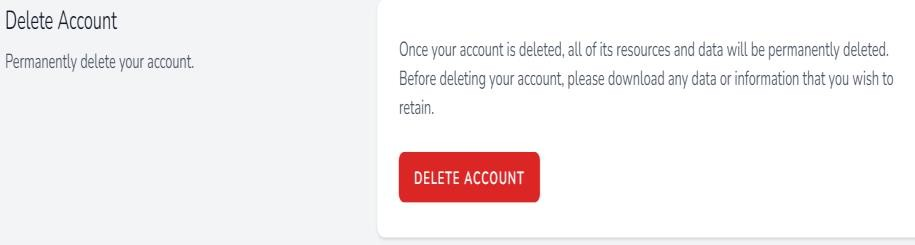 Delete Account
Permanently delete your account.
Once your account is deleted, all of its resources and data will be permanently deleted.
Before deleting your account, please download any data or information that you wish to
retain.
DELETE ACCOUNT